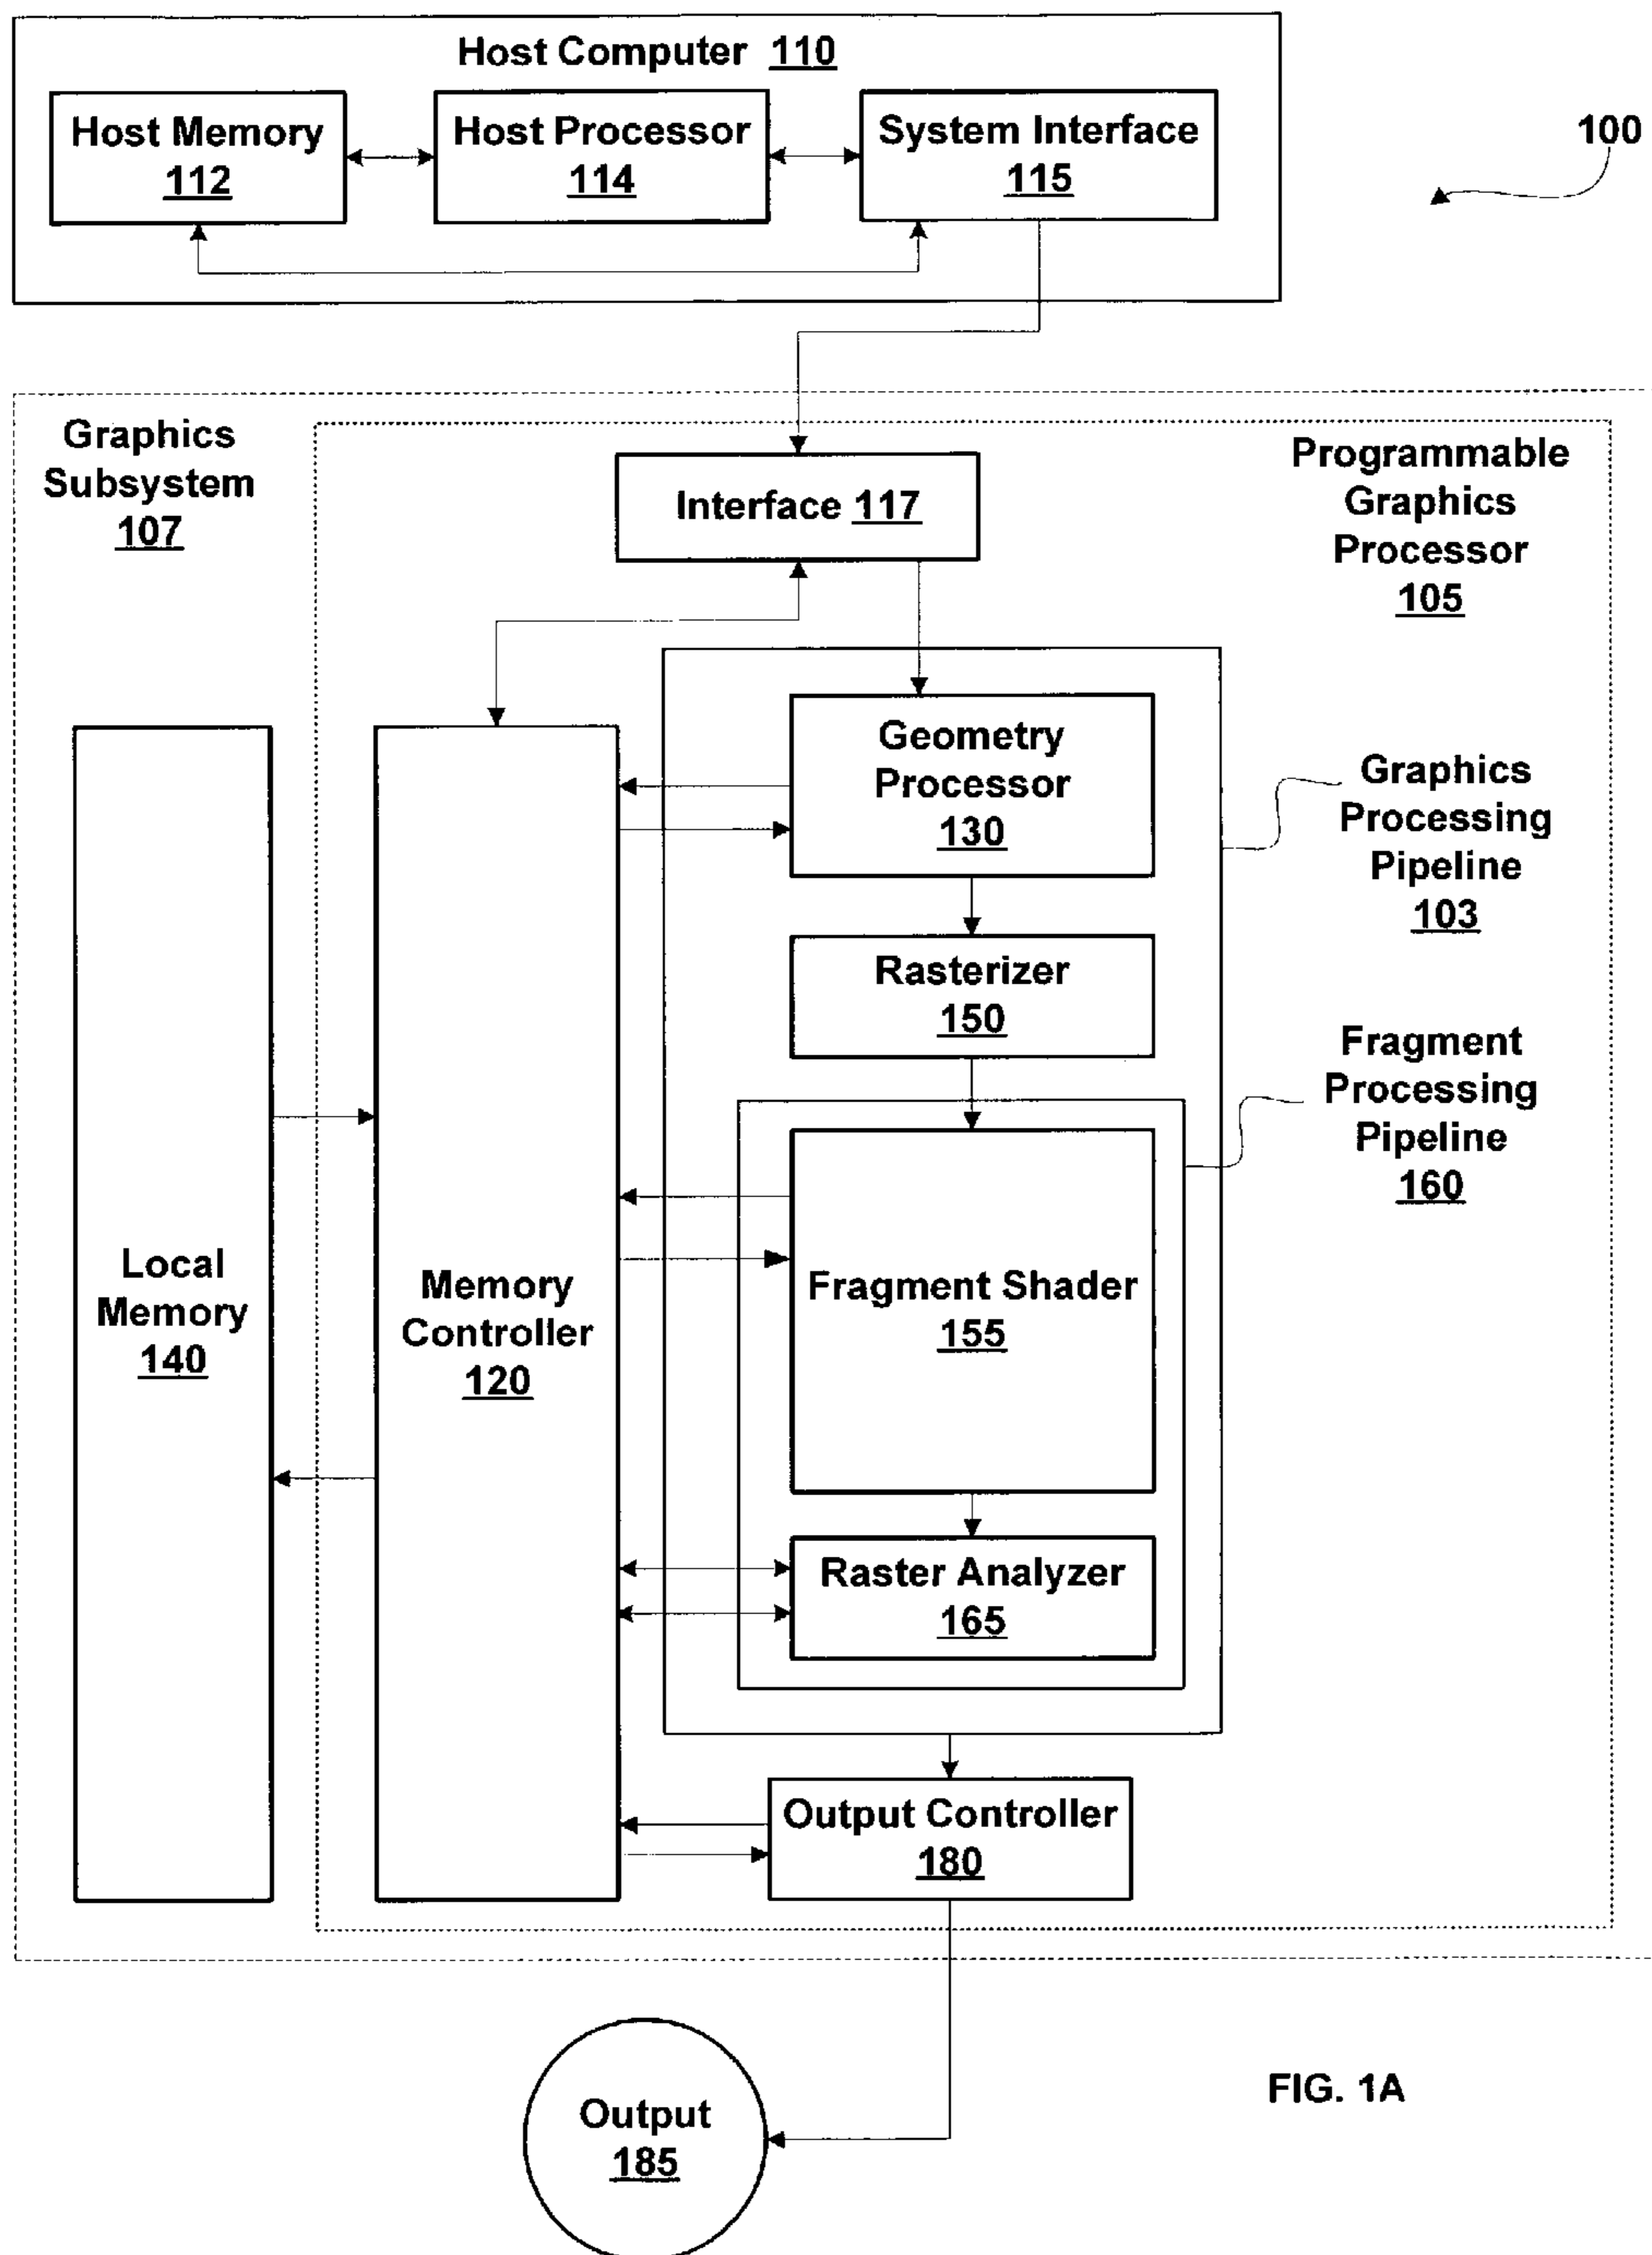 Host Computer 110
Host Memory
112
Host Processor
114
System Interface
115
100
Graphics
Subsystem
107
Interface 117
Programmable
Graphics
Processor
105
Geometry
Processor
130
Graphics
Processing
Pipeline
103
Rasterizer
150
Fragment
Processing
Pipeline
160
Local
Memory
140
Memory
Controller
120
Fragment Shader
155
Raster Analyzer
165
Output Controller
180
Output
185
FIG. 1A